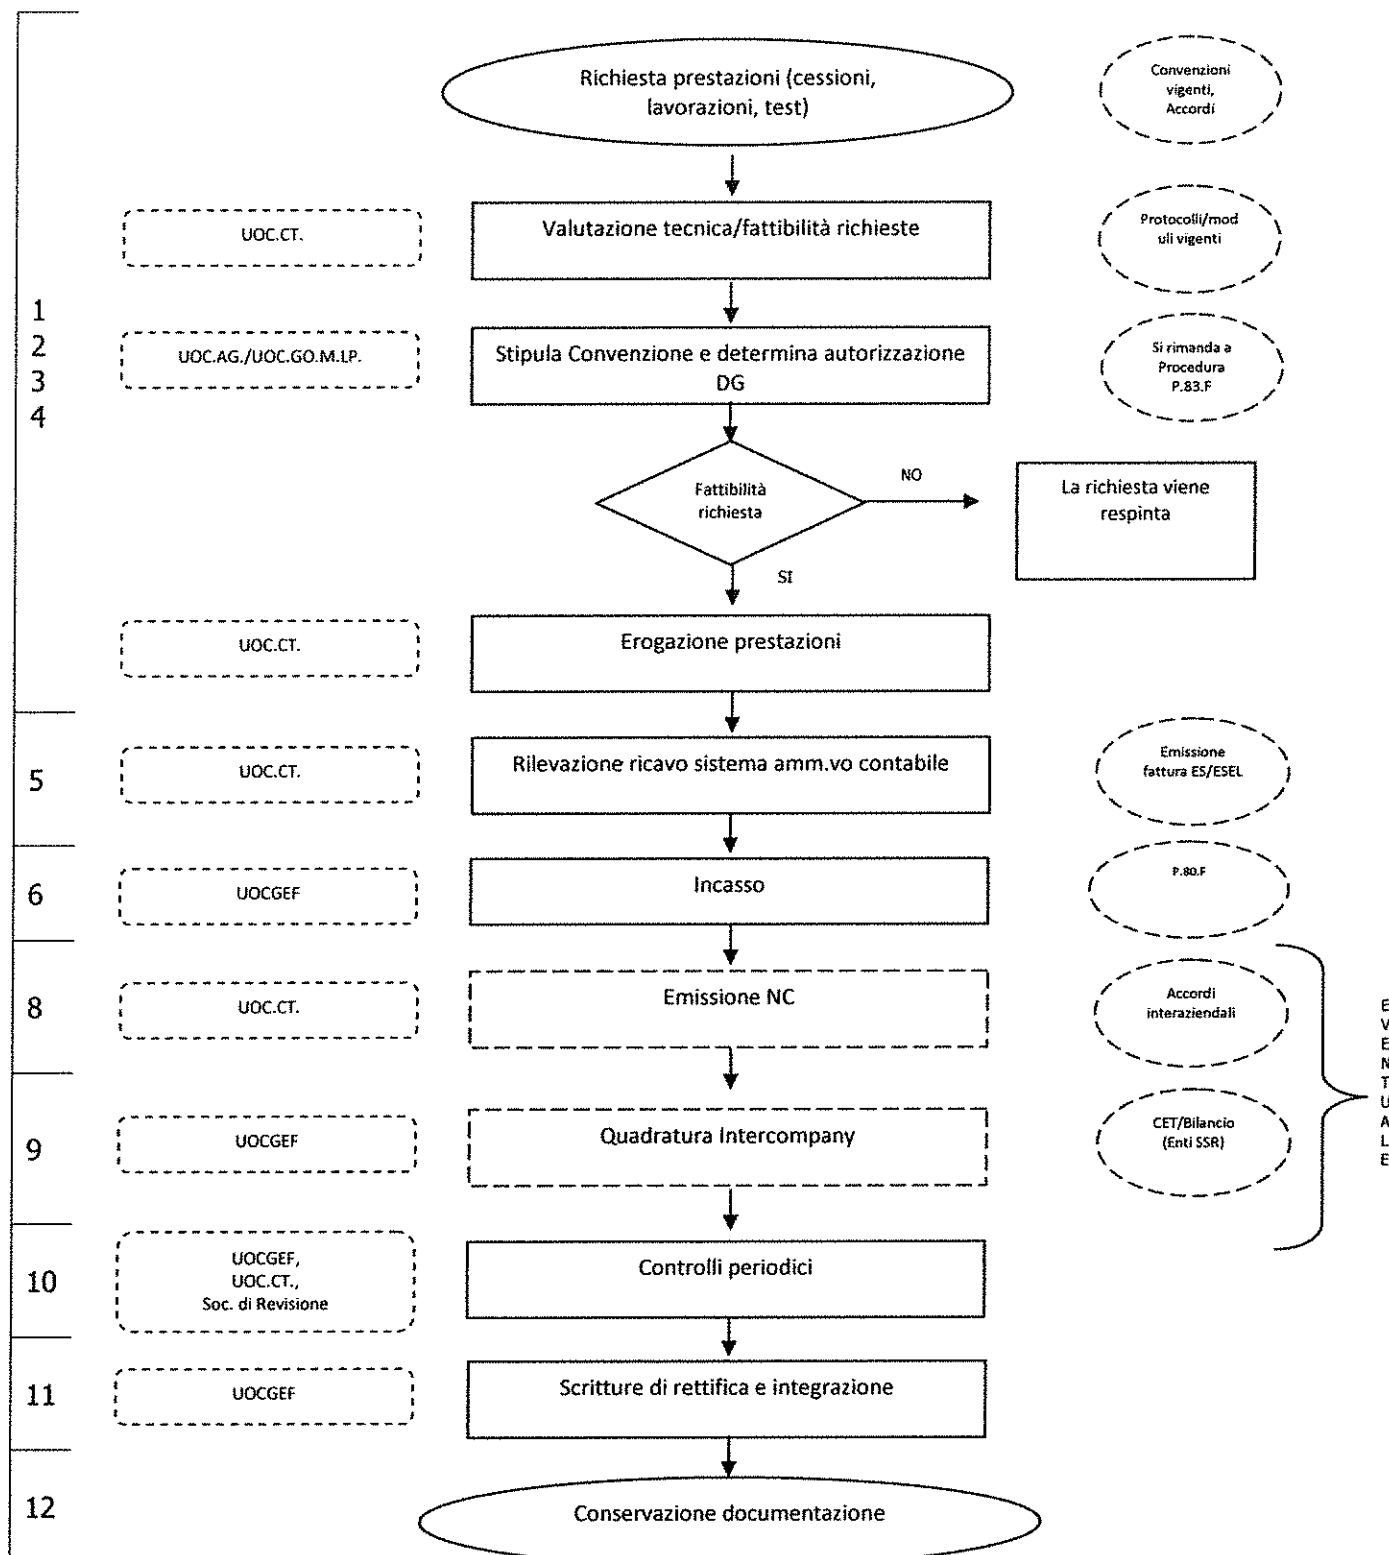 Richiesta prestazioni (cessioni,
lavorazioni, test)
Convenzioni
vigenti,
Accordi
UOC.CT.
Valutazione tecnica/fattibilità richieste
Protocolli/mod
uli vigenti
1
2
3
4
UOC.AG./UOC.GO.M.LP.
Stipula Convenzione e determina autorizzazione
DG
Si rimanda a
Procedura
P.83.F
Fattibilità
richiesta
NO
La richiesta viene
respinta
SI
UOC.CT.
Erogazione prestazioni
5
UOC.CT.
Rilevazione ricavo sistema amm.vo contabile
Emissione
fattura ES/ESEL
6
UOCGEF
Incasso
P.80.F
8
UOC.CT.
Emissione NC
Accordi
interaziendali
E
V
E
N
T
U
A
L
E
9
UOCGEF
Quadratura Intercompany
CET/Bilancio
(Enti SSR)
10
UOCGEF,
UOC.CT.,
Soc. di Revisione
Controlli periodici
11
UOCGEF
Scritture di rettifica e integrazione
12
Conservazione documentazione